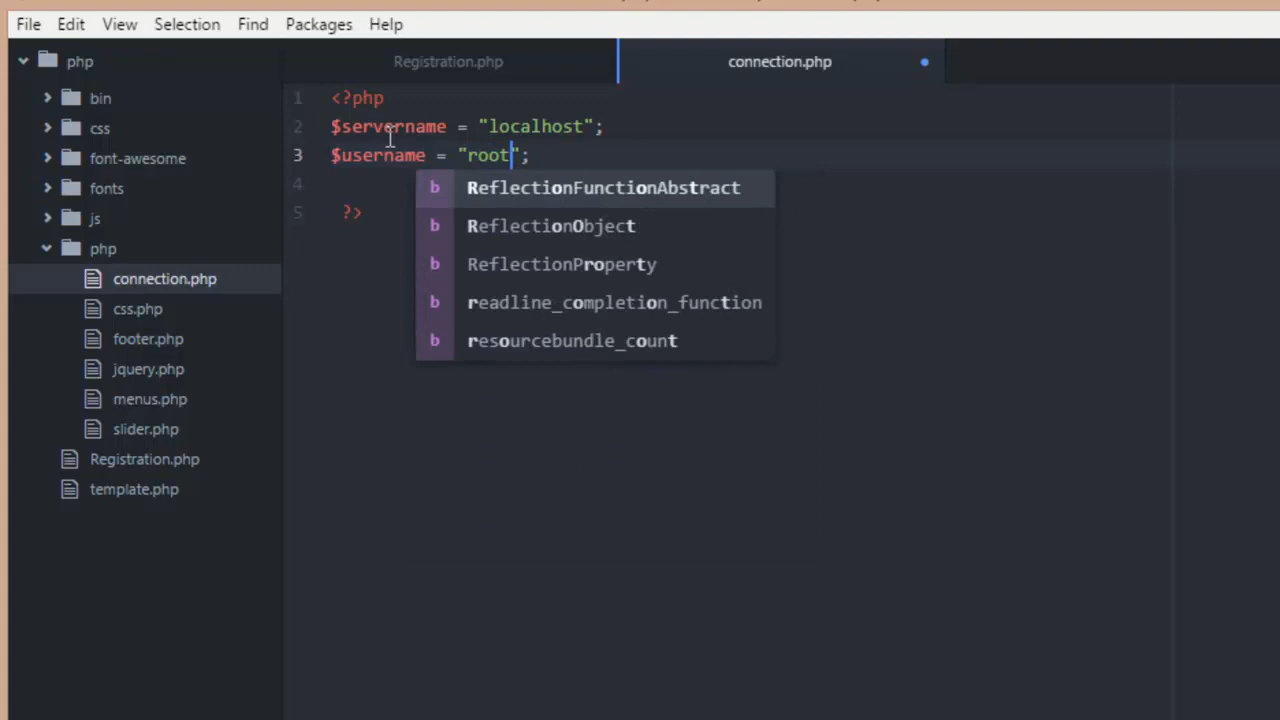 File Edit View Selection Find Packages Help
php
Registration.php
connection.php
bin
css
font-awesome
fonts
js
php
connection.php
css.php
footer.php
jquery.php
menus.php
slider.php
Registration.php
template.php
1 <?php
2 $servername = "localhost";
3 $username = "root";
4
5 ?>
b ReflectionFunctionAbstract
b ReflectionObject
b ReflectionProperty
b readline_completion_function
b resourcebundle_count